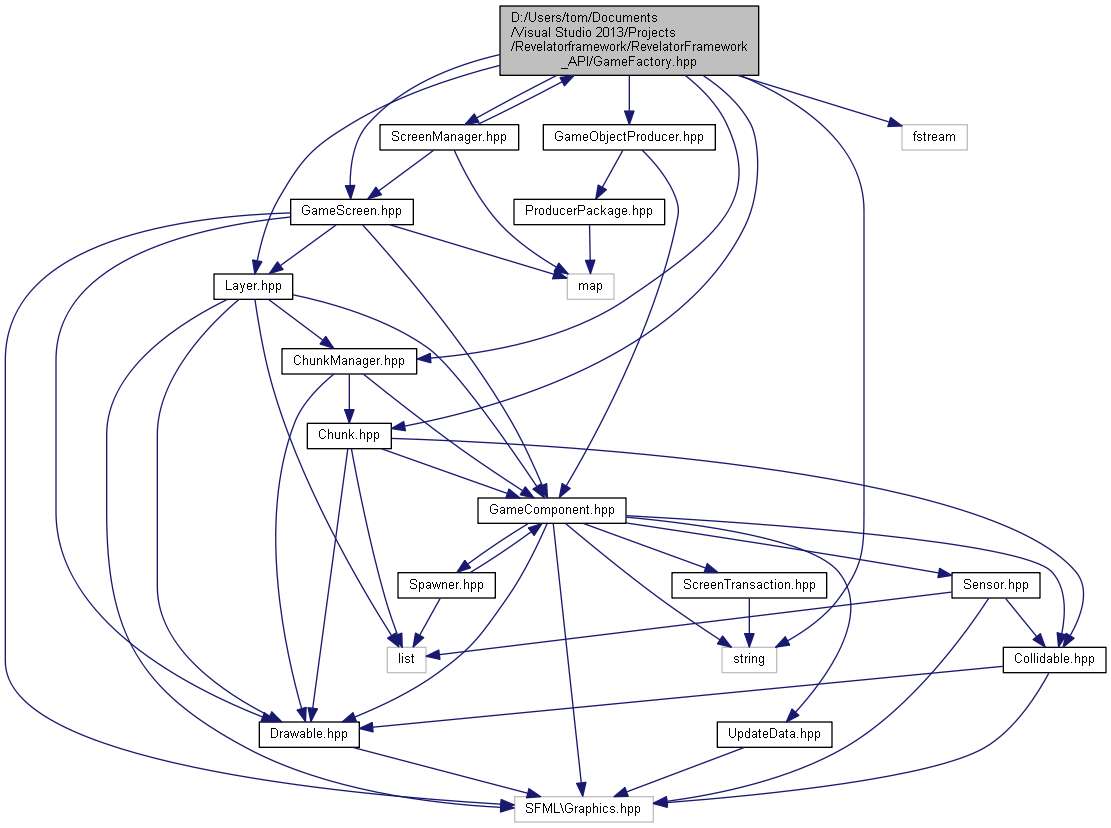 D:/Users/tom/Documents
/Visual Studio 2013/Projects
/Revelatorframework/RevelatorFramework
_API/GameFactory.hpp
ScreenManager.hpp
GameObjectProducer.hpp
fstream
GameScreen.hpp
ProducerPackage.hpp
Layer.hpp
map
ChunkManager.hpp
Chunk.hpp
GameComponent.hpp
Spawner.hpp
ScreenTransaction.hpp
Sensor.hpp
list
string
Collidable.hpp
Drawable.hpp
UpdateData.hpp
SFML\Graphics.hpp